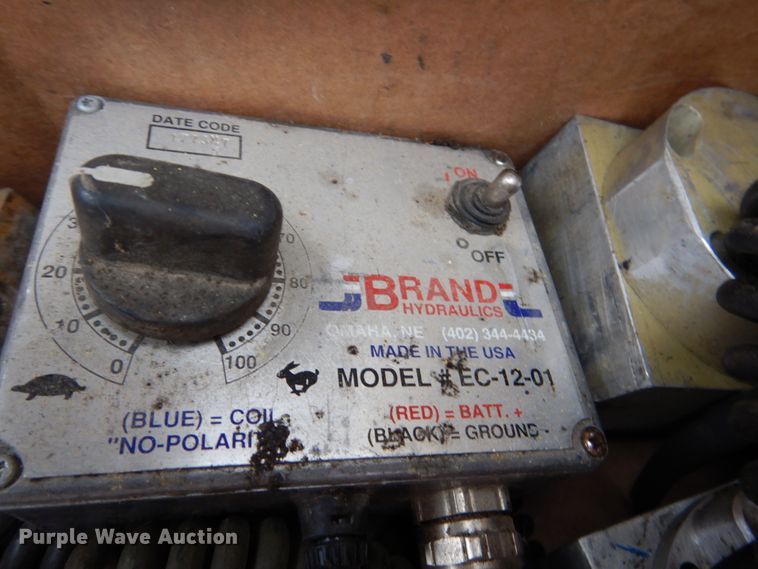 DATE CODE
ON
OFF
BRAND
HYDRAULICS
OMAHA, NE (402) 344-4434
MADE IN THE USA
MODEL # EC-12-01
70
20
80
10
90
0
100
(BLUE) = COIL
"NO-POLARI
(RED) = BATT. +
(BLACK) = GROUND -
Purple Wave Auction